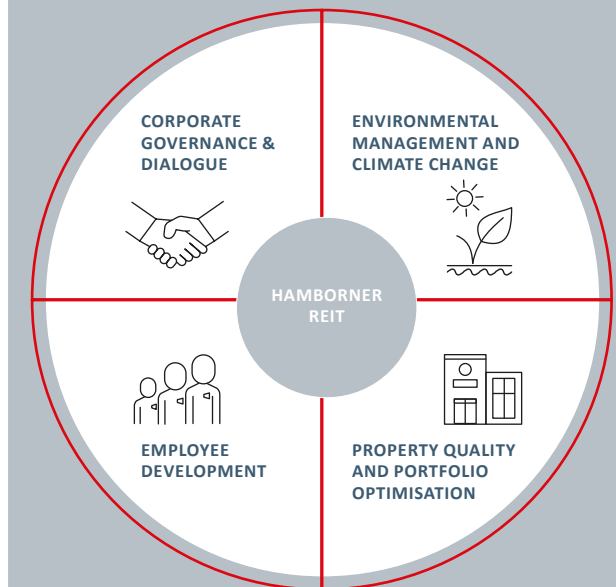 CORPORATE
GOVERNANCE &
DIALOGUE
ENVIRONMENTAL
MANAGEMENT AND
CLIMATE CHANGE
HAMBORNER
REIT
EMPLOYEE
DEVELOPMENT
PROPERTY QUALITY
AND PORTFOLIO
OPTIMISATION